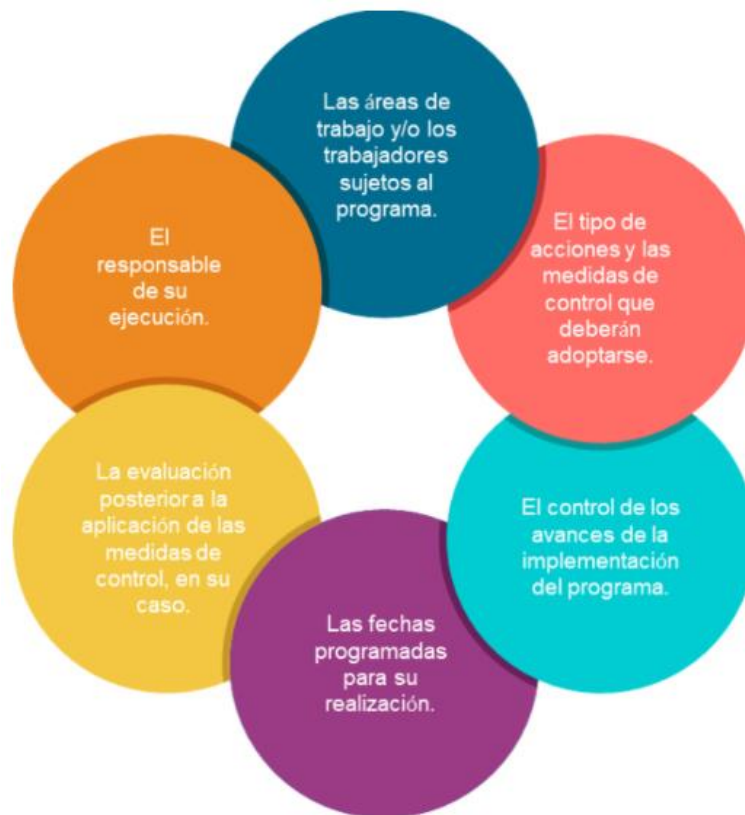 Las áreas de
trabajo y/o los
trabajadores
sujetos al
programa.
El tipo de
acciones y las
medidas de
control que
deberán
adoptarse.
El control de los
avances de la
implementación
del programa.
Las fechas
programadas
para su
realización.
La evaluación
posterior a la
aplicación de las
medidas de
control, en su
caso.
El
responsable
de su
ejecución.